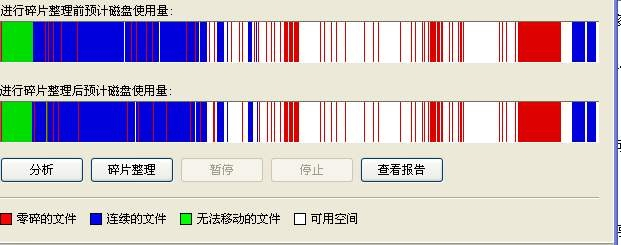 进行碎片整理前预计磁盘使用量:
进行碎片整理后预计磁盘使用量:
分析 碎片整理 暂停 停止 查看报告
零碎的文件 连续的文件 无法移动的文件 可用空间